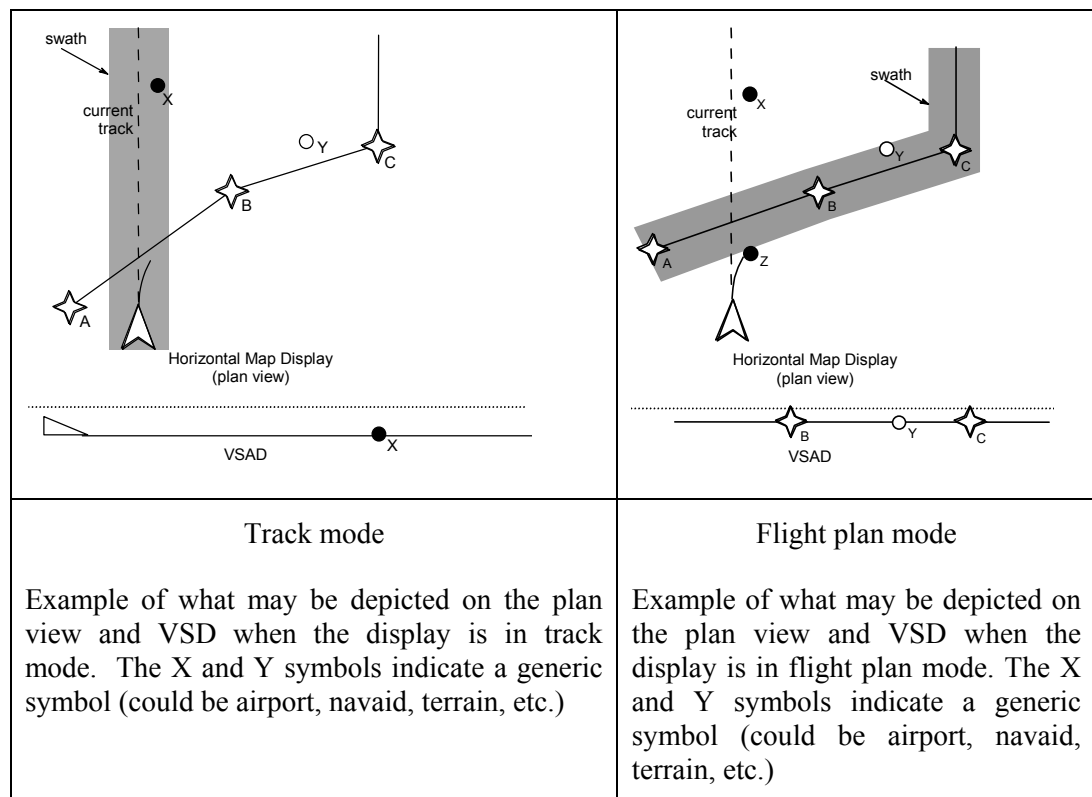 swath
current
track
X
Y
C
B
A
Horizontal Map Display
(plan view)
X
VSAD
swath
X
current
track
Y
C
B
A
Z
Horizontal Map Display
(plan view)
B
Y
C
VSAD
Track mode
Example of what may be depicted on the plan
view and VSD when the display is in track
mode. The X and Y symbols indicate a generic
symbol (could be airport, navaid, terrain, etc.)
Flight plan mode
Example of what may be depicted on
the plan view and VSD when the
display is in flight plan mode. The X
and Y symbols indicate a generic
symbol (could be airport, navaid,
terrain, etc.)